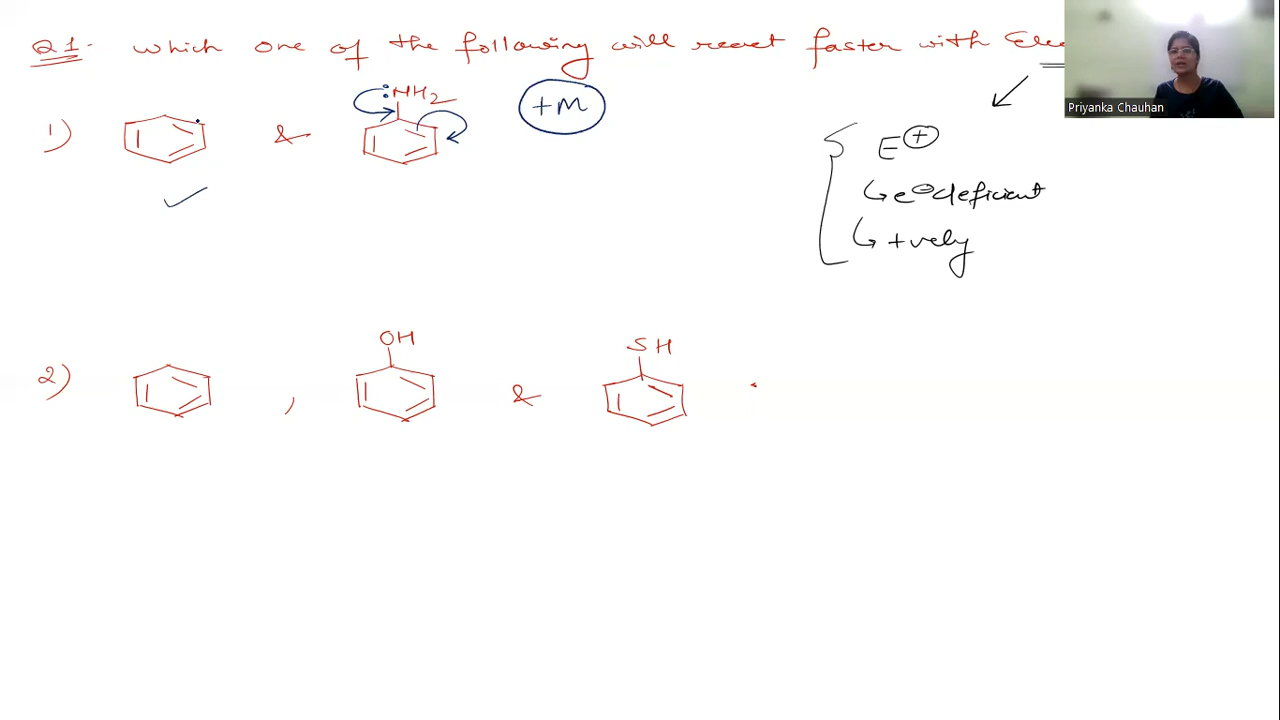 Q1. which one of the following will react faster with Ele
Priyanka Chauhan
1) & :NH2 +M
E⊕
↳ e⊖deficient
↳ +vely
2) , OH & SH